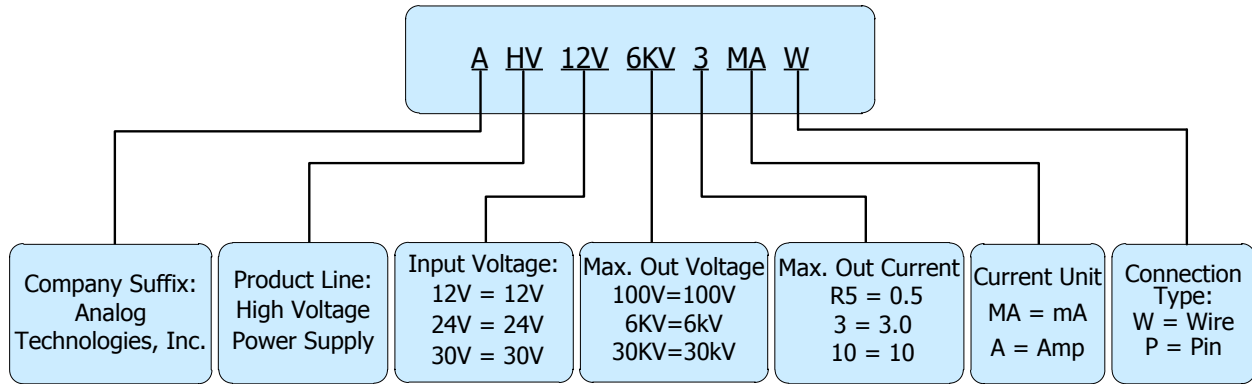 A HV 12V 6KV 3 MA W
Company Suffix:
Analog
Technologies, Inc.
Product Line:
High Voltage
Power Supply
Input Voltage:
12V = 12V
24V = 24V
30V = 30V
Max. Out Voltage
100V=100V
6KV=6kV
30KV=30kV
Max. Out Current
R5 = 0.5
3 = 3.0
10 = 10
Current Unit
MA = mA
A = Amp
Connection
Type:
W = Wire
P = Pin